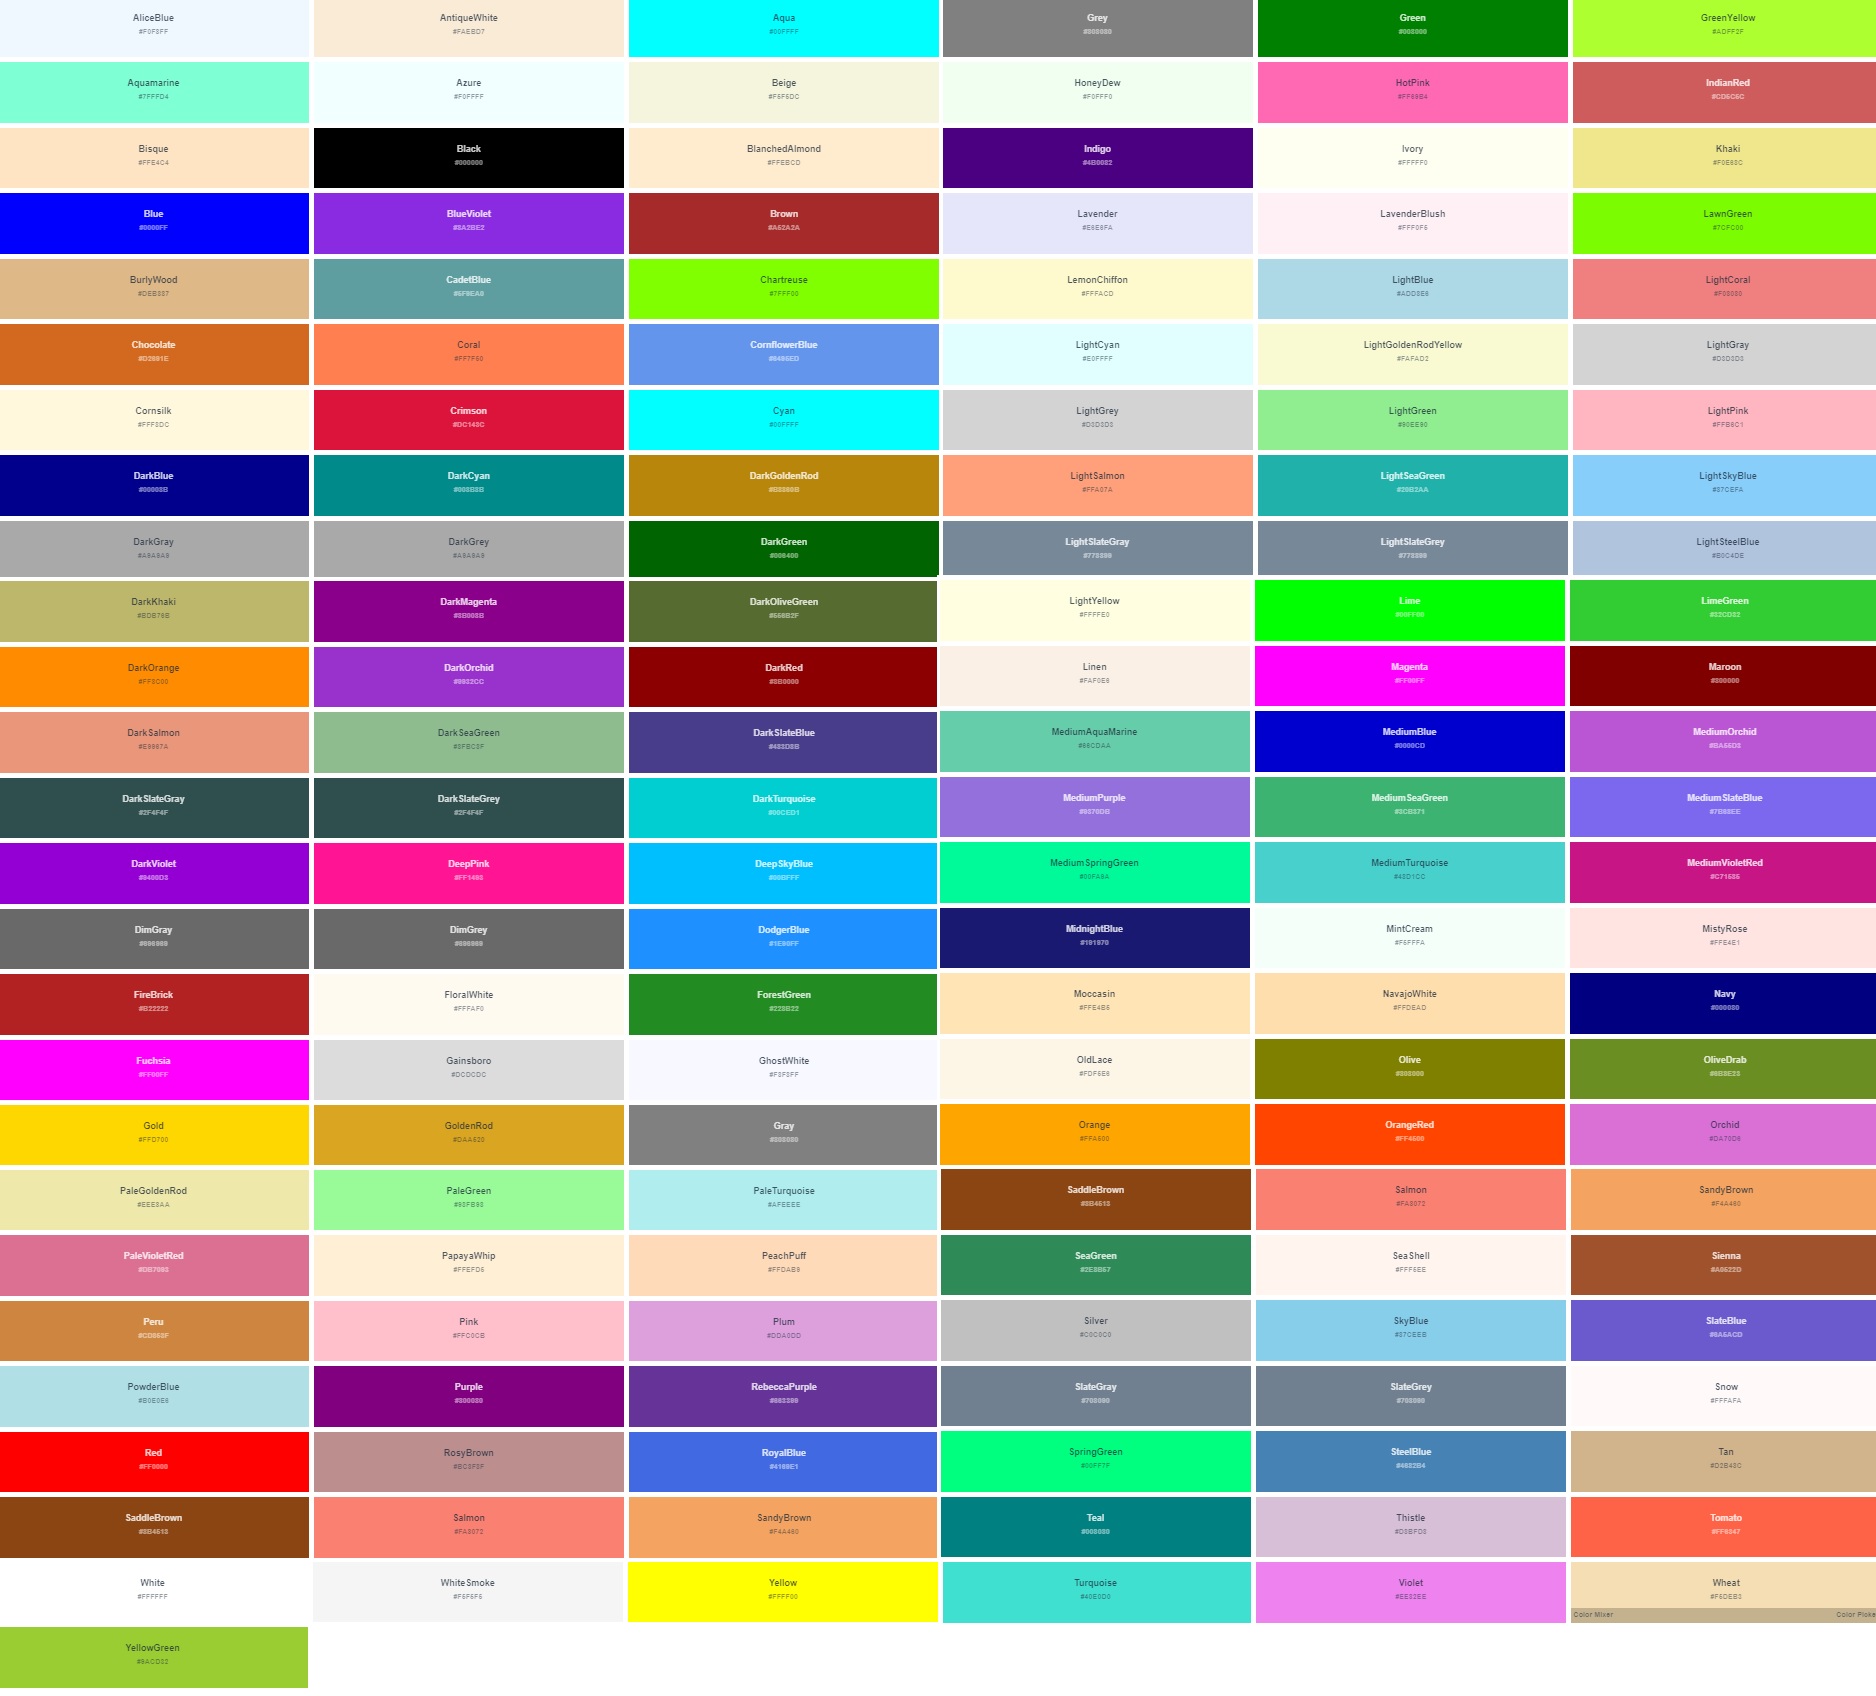 AliceBlue
#F0F8FF
AntiqueWhite
#FAEBD7
Aqua
#00FFFF
Grey
#808080
Green
#008000
GreenYellow
#ADFF2F
Aquamarine
#7FFFD4
Azure
#F0FFFF
Beige
#F5F5DC
HoneyDew
#F0FFF0
HotPink
#FF69B4
IndianRed
#CD5C5C
Bisque
#FFE4C4
Black
#000000
BlanchedAlmond
#FFEBCD
Indigo
#4B0082
Ivory
#FFFFF0
Khaki
#F0E68C
Blue
#0000FF
BlueViolet
#8A2BE2
Brown
#A52A2A
Lavender
#E6E6FA
LavenderBlush
#FFF0F5
LawnGreen
#7CFC00
BurlyWood
#DEB887
CadetBlue
#5F9EA0
Chartreuse
#7FFF00
LemonChiffon
#FFFACD
LightBlue
#ADD8E6
LightCoral
#F08080
Chocolate
#D2691E
Coral
#FF7F50
CornflowerBlue
#6495ED
LightCyan
#E0FFFF
LightGoldenRodYellow
#FAFAD2
LightGray
#D3D3D3
Cornsilk
#FFF8DC
Crimson
#DC143C
Cyan
#00FFFF
LightGrey
#D3D3D3
LightGreen
#90EE90
LightPink
#FFB6C1
DarkBlue
#00008B
DarkCyan
#008B8B
DarkGoldenRod
#B8860B
LightSalmon
#FFA07A
LightSeaGreen
#20B2AA
LightSkyBlue
#87CEFA
DarkGray
#A9A9A9
DarkGrey
#A9A9A9
DarkGreen
#006400
LightSlateGray
#778899
LightSlateGrey
#778899
LightSteelBlue
#B0C4DE
DarkKhaki
#BDB76B
DarkMagenta
#8B008B
DarkOliveGreen
#556B2F
LightYellow
#FFFFE0
Lime
#00FF00
LimeGreen
#32CD32
DarkOrange
#FF8C00
DarkOrchid
#9932CC
DarkRed
#8B0000
Linen
#FAF0E6
Magenta
#FF00FF
Maroon
#800000
DarkSalmon
#E9967A
DarkSeaGreen
#8FBC8F
DarkSlateBlue
#483D8B
MediumAquaMarine
#66CDAA
MediumBlue
#0000CD
MediumOrchid
#BA55D3
DarkSlateGray
#2F4F4F
DarkSlateGrey
#2F4F4F
DarkTurquoise
#00CED1
MediumPurple
#9370DB
MediumSeaGreen
#3CB371
MediumSlateBlue
#7B68EE
DarkViolet
#9400D3
DeepPink
#FF1493
DeepSkyBlue
#00BFFF
MediumSpringGreen
#00FA9A
MediumTurquoise
#48D1CC
MediumVioletRed
#C71585
DimGray
#696969
DimGrey
#696969
DodgerBlue
#1E90FF
MidnightBlue
#191970
MintCream
#F5FFFA
MistyRose
#FFE4E1
FireBrick
#B22222
FloralWhite
#FFFAF0
ForestGreen
#228B22
Moccasin
#FFE4B5
NavajoWhite
#FFDEAD
Navy
#000080
Fuchsia
#FF00FF
Gainsboro
#DCDCDC
GhostWhite
#F8F8FF
OldLace
#FDF5E6
Olive
#808000
OliveDrab
#6B8E23
Gold
#FFD700
GoldenRod
#DAA520
Gray
#808080
Orange
#FFA500
OrangeRed
#FF4500
Orchid
#DA70D6
PaleGoldenRod
#EEE8AA
PaleGreen
#98FB98
PaleTurquoise
#AFEEEE
SaddleBrown
#8B4513
Salmon
#FA8072
SandyBrown
#F4A460
PaleVioletRed
#DB7093
PapayaWhip
#FFEFD5
PeachPuff
#FFDAB9
SeaGreen
#2E8B57
SeaShell
#FFF5EE
Sienna
#A0522D
Peru
#CD853F
Pink
#FFC0CB
Plum
#DDA0DD
Silver
#C0C0C0
SkyBlue
#87CEEB
SlateBlue
#6A5ACD
PowderBlue
#B0E0E6
Purple
#800080
RebeccaPurple
#663399
SlateGray
#708090
SlateGrey
#708090
Snow
#FFFAFA
Red
#FF0000
RosyBrown
#BC8F8F
RoyalBlue
#4169E1
SpringGreen
#00FF7F
SteelBlue
#4682B4
Tan
#D2B48C
SaddleBrown
#8B4513
Salmon
#FA8072
SandyBrown
#F4A460
Teal
#008080
Thistle
#D8BFD8
Tomato
#FF6347
White
#FFFFFF
WhiteSmoke
#F5F5F5
Yellow
#FFFF00
Turquoise
#40E0D0
Violet
#EE82EE
Wheat
#F5DEB3
Color Mixer
Color Picke
YellowGreen
#9ACD32